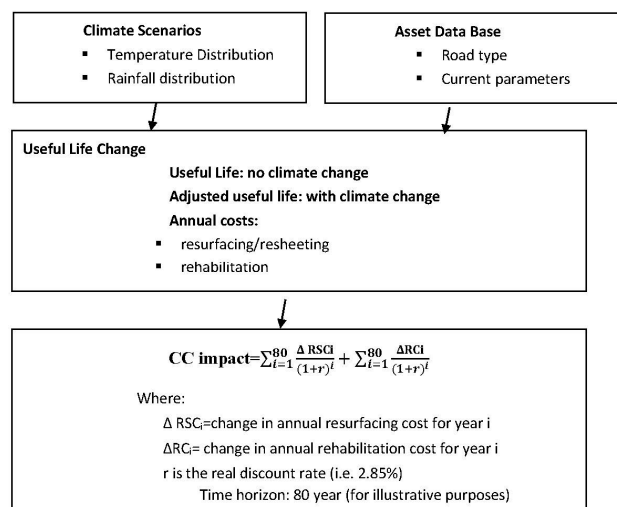 Climate Scenarios
▪ Temperature Distribution
▪ Rainfall distribution
Asset Data Base
▪ Road type
▪ Current parameters
Useful Life Change
Useful Life: no climate change
Adjusted useful life: with climate change
Annual costs:
▪ resurfacing/resheeting
▪ rehabilitation
CC impact=∑_{i=1}^{80} Δ RSCi/(1+r)^i + ∑_{i=1}^{80} ΔRCi/(1+r)^i
Where:
Δ RSCᵢ=change in annual resurfacing cost for year i
ΔRCᵢ= change in annual rehabilitation cost for year i
r is the real discount rate (i.e. 2.85%)
Time horizon: 80 year (for illustrative purposes)